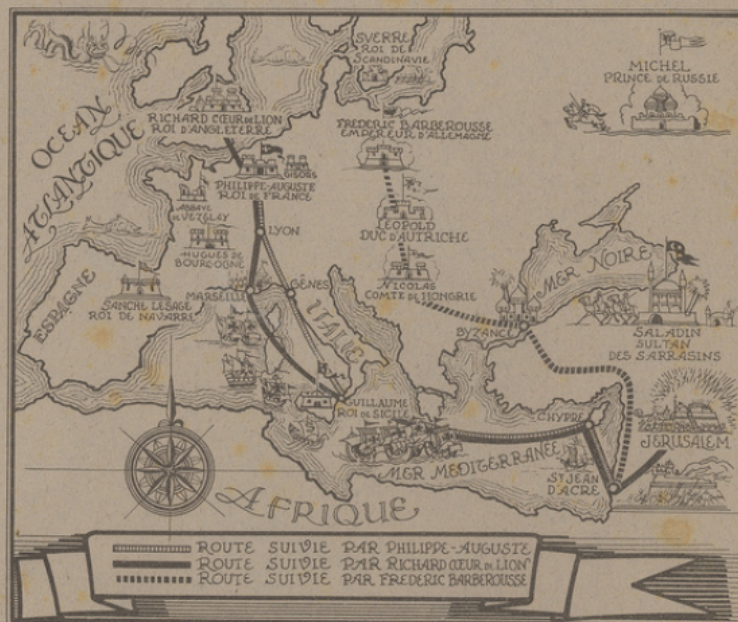 SVERRE
ROI DE
SCANDINAVIE
MICHEL
PRINCE DE RUSSIE
OCEAN
ATLANTIQUE
RICHARD CŒUR DE LION
ROI D'ANGLETERRE
FREDERIC BARBEROUSSE
EMPEREUR D'ALLEMAGNE
GISORS
PHILIPPE-AUGUSTE
ROI DE FRANCE
ABBAYE
DE VEZELAY
LEOPOLD
DUC D'AUTRICHE
LYON
HUGUES DE
BOURGOGNE
MER NOIRE
ESPAGNE
SANCHE LE SAGE
ROI DE NAVARRE
MARSEILLE
GÊNES
ITALIE
NICOLAS
COMTE DE HONGRIE
BYZANCE
SALADIN
SULTAN
DES SARRASINS
GUILLAUME
ROI DE SICILE
CHYPRE
JERUSALEM
MER MEDITERRANÉE
ST JEAN
D'ACRE
AFRIQUE
ROUTE SUIVIE PAR PHILIPPE-AUGUSTE
ROUTE SUIVIE PAR RICHARD CŒUR DE LION
ROUTE SUIVIE PAR FREDERIC BARBEROUSSE